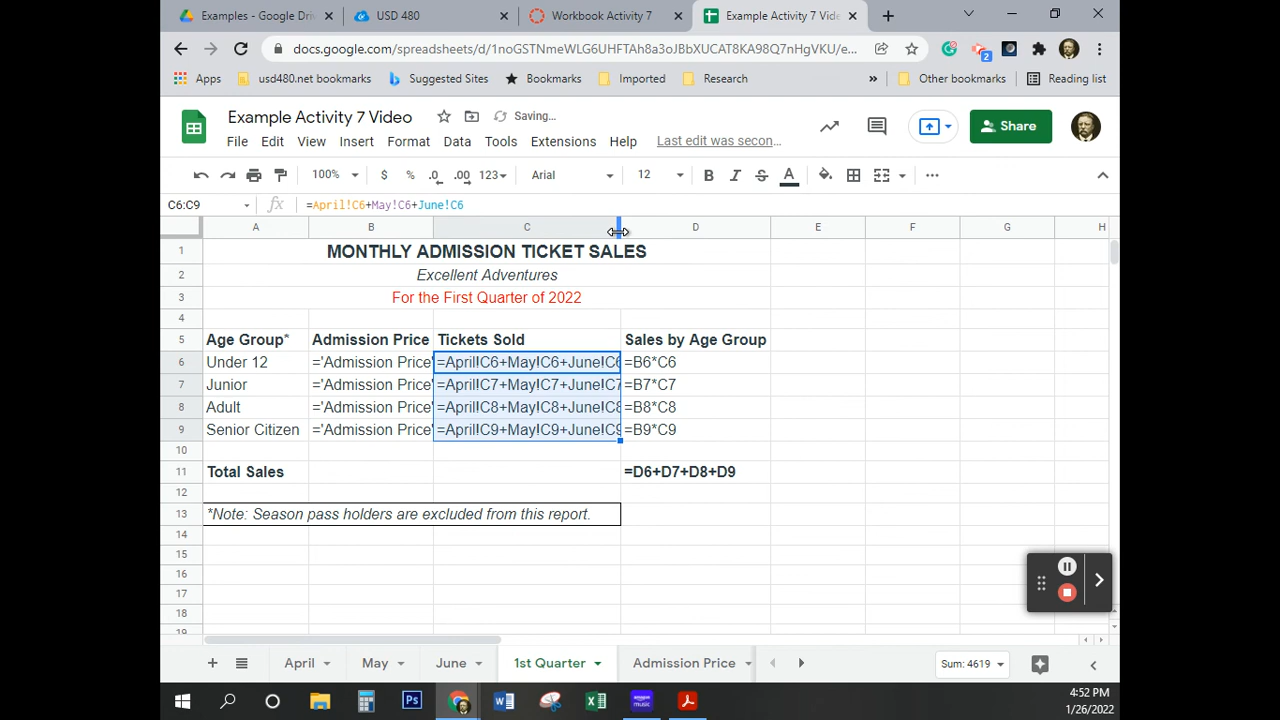 Examples - Google Dri
USD 480
Workbook Activity 7
Example Activity 7 Vid
docs.google.com/spreadsheets/d/1noGSTNmeWLG6UHFTAh8a3oJBbXUCAT8KA98Q7nHgVKU/e...
2
Apps
usd480.net bookmarks
Suggested Sites
Bookmarks
Imported
Research
»
Other bookmarks
Reading list
Example Activity 7 Video
Saving...
Share
File Edit View Insert Format Data Tools Extensions Help Last edit was secon...
100% $ % .0 .00 123 Arial 12 B I S A
C6:C9 fx =April!C6+May!C6+June!C6
A B C D E F G H
1 MONTHLY ADMISSION TICKET SALES
2 Excellent Adventures
3 For the First Quarter of 2022
4
5 Age Group* Admission Price Tickets Sold Sales by Age Group
6 Under 12 ='Admission Price' =April!C6+May!C6+June!C6 =B6*C6
7 Junior ='Admission Price' =April!C7+May!C7+June!C7 =B7*C7
8 Adult ='Admission Price' =April!C8+May!C8+June!C8 =B8*C8
9 Senior Citizen ='Admission Price' =April!C9+May!C9+June!C9 =B9*C9
10
11 Total Sales =D6+D7+D8+D9
12
13 *Note: Season pass holders are excluded from this report.
14
15
16
17
18
19
April May June 1st Quarter Admission Price Sum: 4619
Ps W X amazon music
4:52 PM
1/26/2022